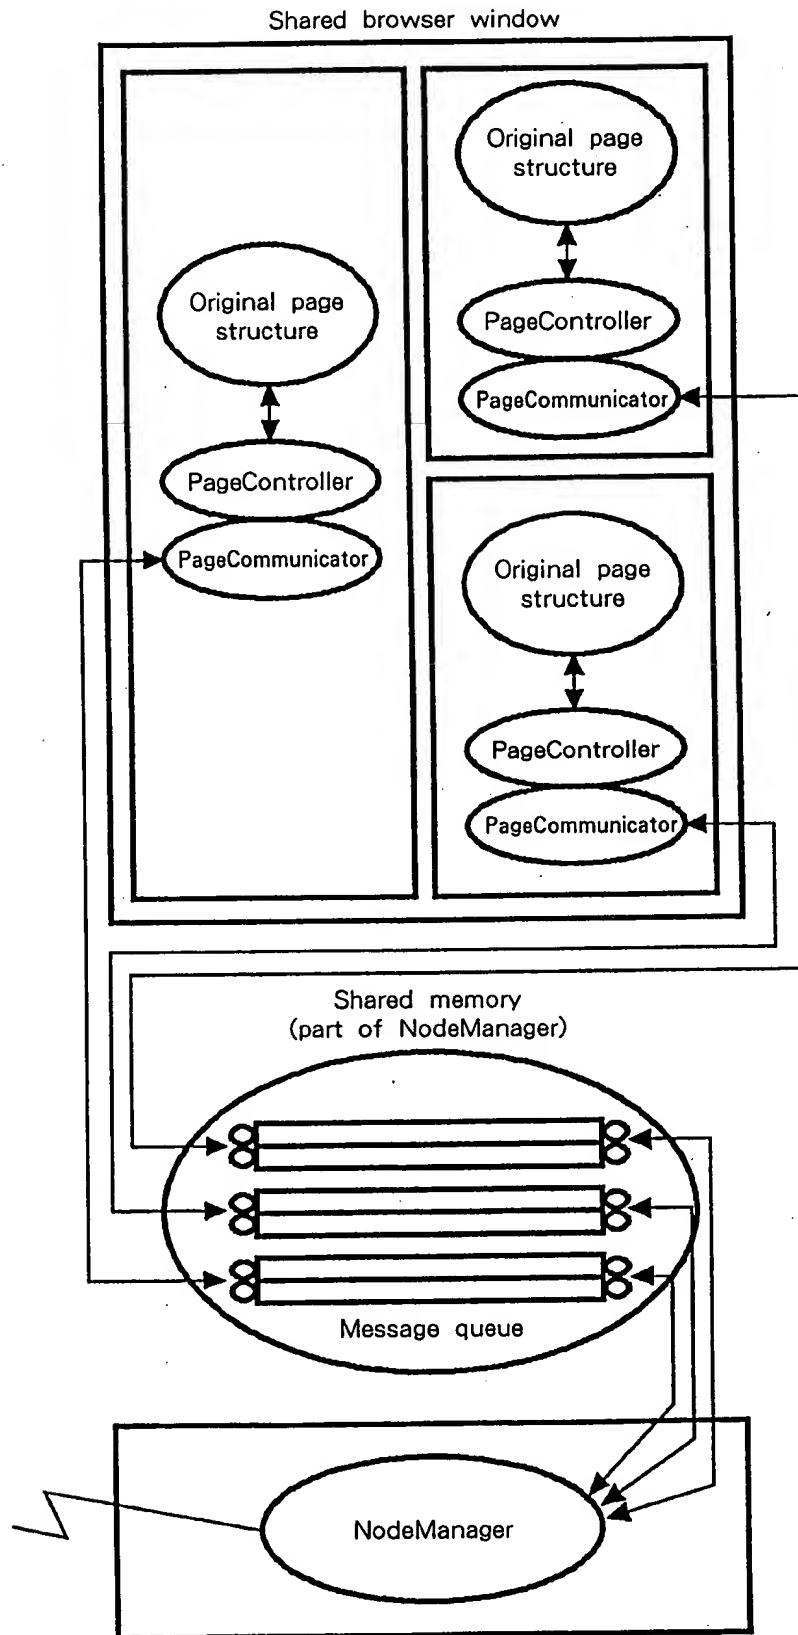 Shared browser window
Original page
structure
PageController
PageCommunicator
Original page
structure
PageController
PageCommunicator
Original page
structure
PageController
PageCommunicator
Shared memory
(part of NodeManager)
Message queue
NodeManager